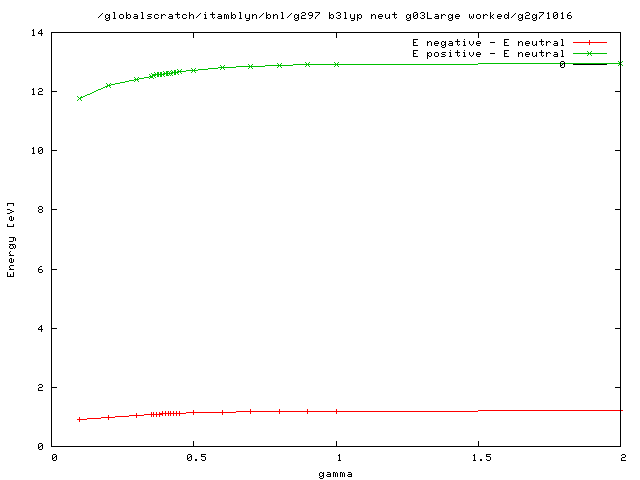 /globalscratch/itamblyn/bnl/g297 b3lyp neut g03Large worked/g2g71016
E negative - E neutral
E positive - E neutral
0
14
12
10
8
6
4
2
0
Energy [eV]
0 0.5 1 1.5 2
gamma